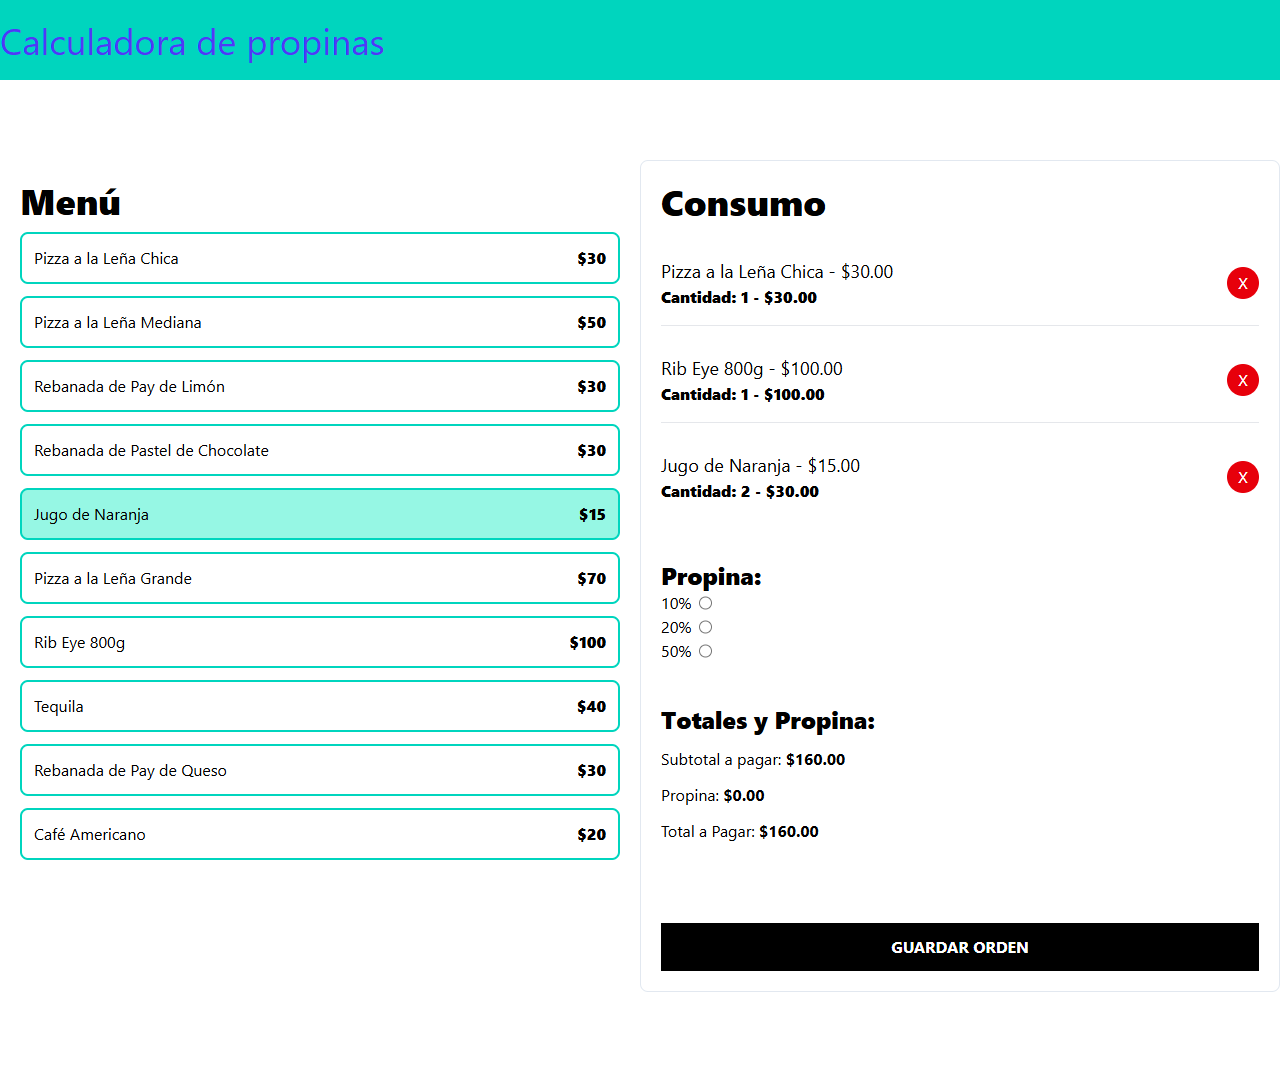 Calculadora de propinas
Menú
Pizza a la Leña Chica $30
Pizza a la Leña Mediana $50
Rebanada de Pay de Limón $30
Rebanada de Pastel de Chocolate $30
Jugo de Naranja $15
Pizza a la Leña Grande $70
Rib Eye 800g $100
Tequila $40
Rebanada de Pay de Queso $30
Café Americano $20
Consumo
Pizza a la Leña Chica - $30.00
Cantidad: 1 - $30.00
X
Rib Eye 800g - $100.00
Cantidad: 1 - $100.00
X
Jugo de Naranja - $15.00
Cantidad: 2 - $30.00
X
Propina:
10%
20%
50%
Totales y Propina:
Subtotal a pagar: $160.00
Propina: $0.00
Total a Pagar: $160.00
GUARDAR ORDEN